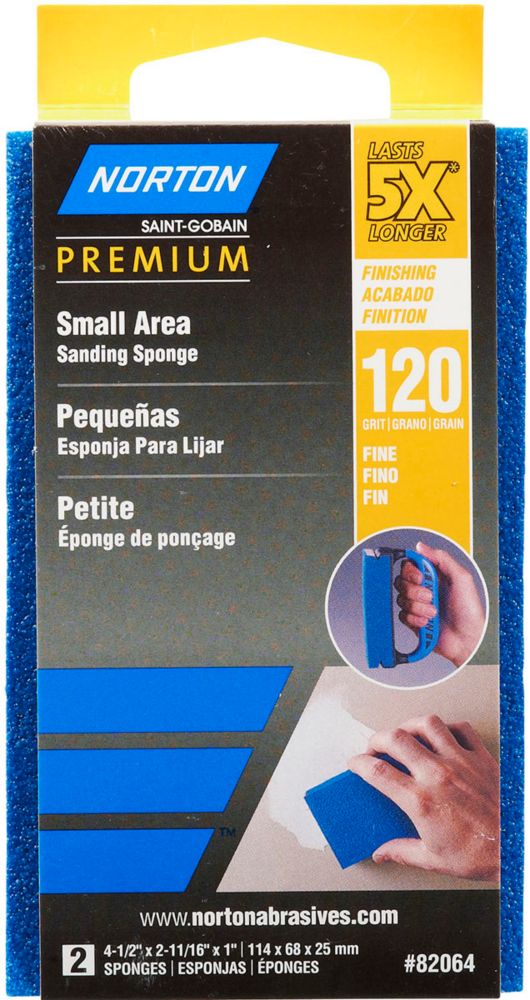 NORTON
SAINT-GOBAIN
PREMIUM
Small Area
Sanding Sponge
Pequeñas
Esponja Para Lijar
Petite
Éponge de ponçage
LASTS
5X*
LONGER
FINISHING
ACABADO
FINITION
120
GRIT | GRANO | GRAIN
FINE
FINO
FIN
NORTON
TM
www.nortonabrasives.com
2 4-1/2" x 2-11/16" x 1" | 114 x 68 x 25 mm
SPONGES | ESPONJAS | ÉPONGES
#82064